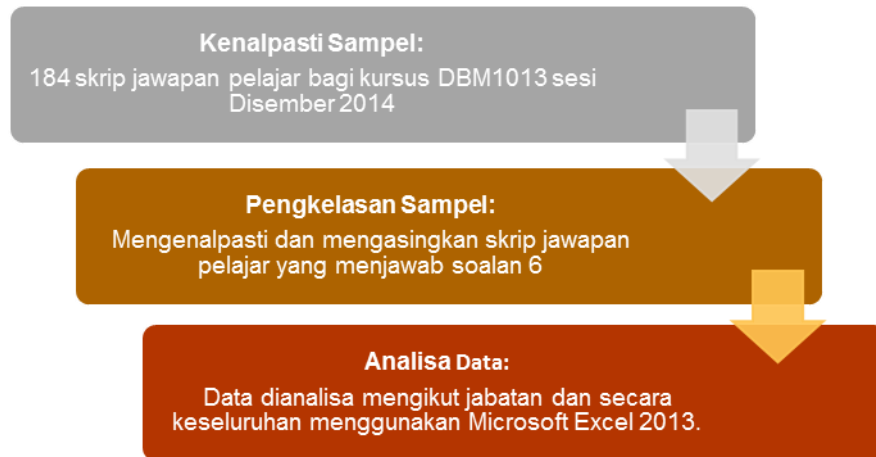 Kenalpasti Sampel:
184 skrip jawapan pelajar bagi kursus DBM1013 sesi
Disember 2014
Pengkelasan Sampel:
Mengenalpasti dan mengasingkan skrip jawapan
pelajar yang menjawab soalan 6
Analisa Data:
Data dianalisa mengikut jabatan dan secara
keseluruhan menggunakan Microsoft Excel 2013.